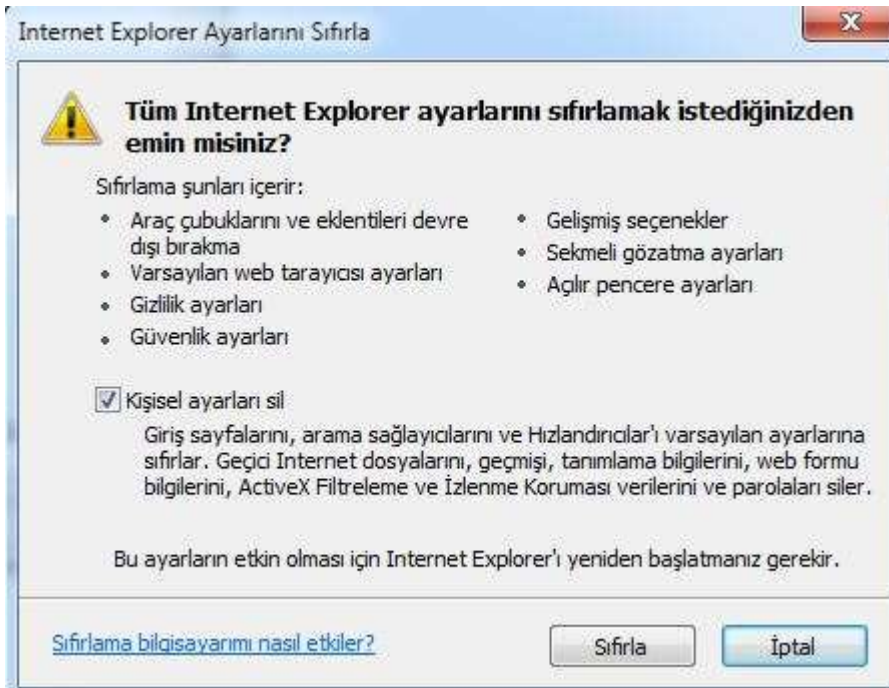 Internet Explorer Ayarlarını Sıfırla
Tüm Internet Explorer ayarlarını sıfırlamak istediğinizden
emin misiniz?
Sıfırlama şunları içerir:
Araç çubuklarını ve eklentileri devre
dışı bırakma
Varsayılan web tarayıcısı ayarları
Gizlilik ayarları
Güvenlik ayarları
Gelişmiş seçenekler
Sekmeli gözatma ayarları
Açılır pencere ayarları
Kişisel ayarları sil
Giriş sayfalarını, arama sağlayıcılarını ve Hızlandırıcılar'ı varsayılan ayarlarına
sıfırlar. Geçici Internet dosyalarını, geçmişi, tanımlama bilgilerini, web formu
bilgilerini, ActiveX Filtreleme ve İzlenme Koruması verilerini ve parolaları siler.
Bu ayarların etkin olması için Internet Explorer'ı yeniden başlatmanız gerekir.
Sıfırlama bilgisayarımı nasıl etkiler?
Sıfırla
İptal